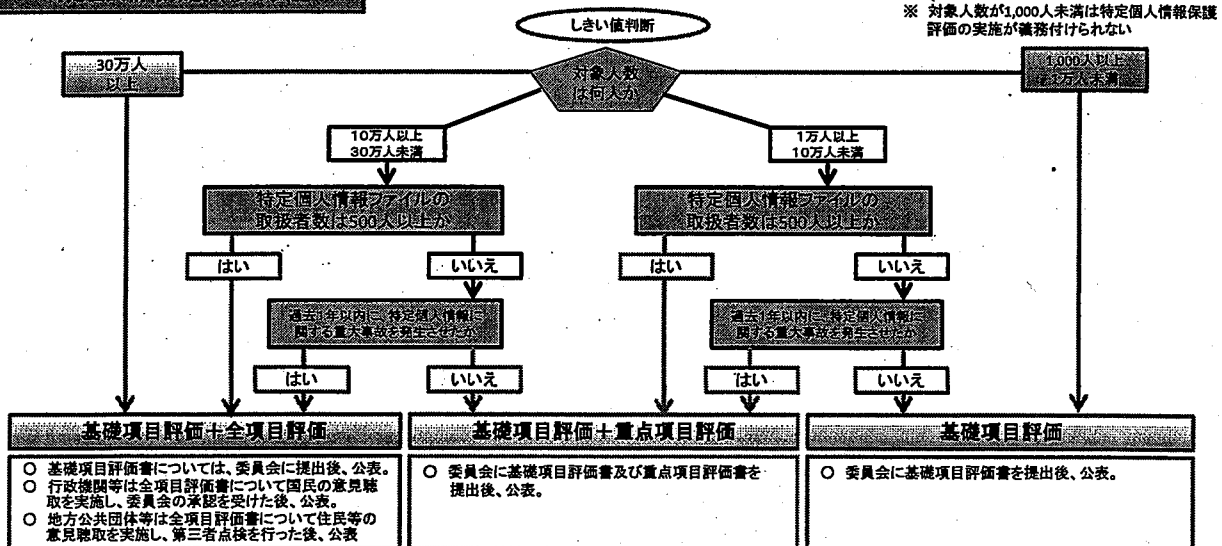 しきい値判断
※ 対象人数が1,000人未満は特定個人情報保護
評価の実施が義務付けられない
対象人数
は何人か
30万人
以上
1,000人以上
1万人未満
10万人以上
30万人未満
1万人以上
10万人未満
特定個人情報ファイルの
取扱者数は500人以上か
特定個人情報ファイルの
取扱者数は500人以上か
はい
いいえ
はい
いいえ
過去1年以内に、特定個人情報に
関する重大事故を発生させたか
過去1年以内に、特定個人情報に
関する重大事故を発生させたか
はい
いいえ
はい
いいえ
基礎項目評価+全項目評価
基礎項目評価+重点項目評価
基礎項目評価
○ 基礎項目評価書については、委員会に提出後、公表。
○ 行政機関等は全項目評価書について国民の意見聴
取を実施し、委員会の承認を受けた後、公表。
○ 地方公共団体等は全項目評価書について住民等の
意見聴取を実施し、第三者点検を行った後、公表
○ 委員会に基礎項目評価書及び重点項目評価書を
提出後、公表。
○ 委員会に基礎項目評価書を提出後、公表。